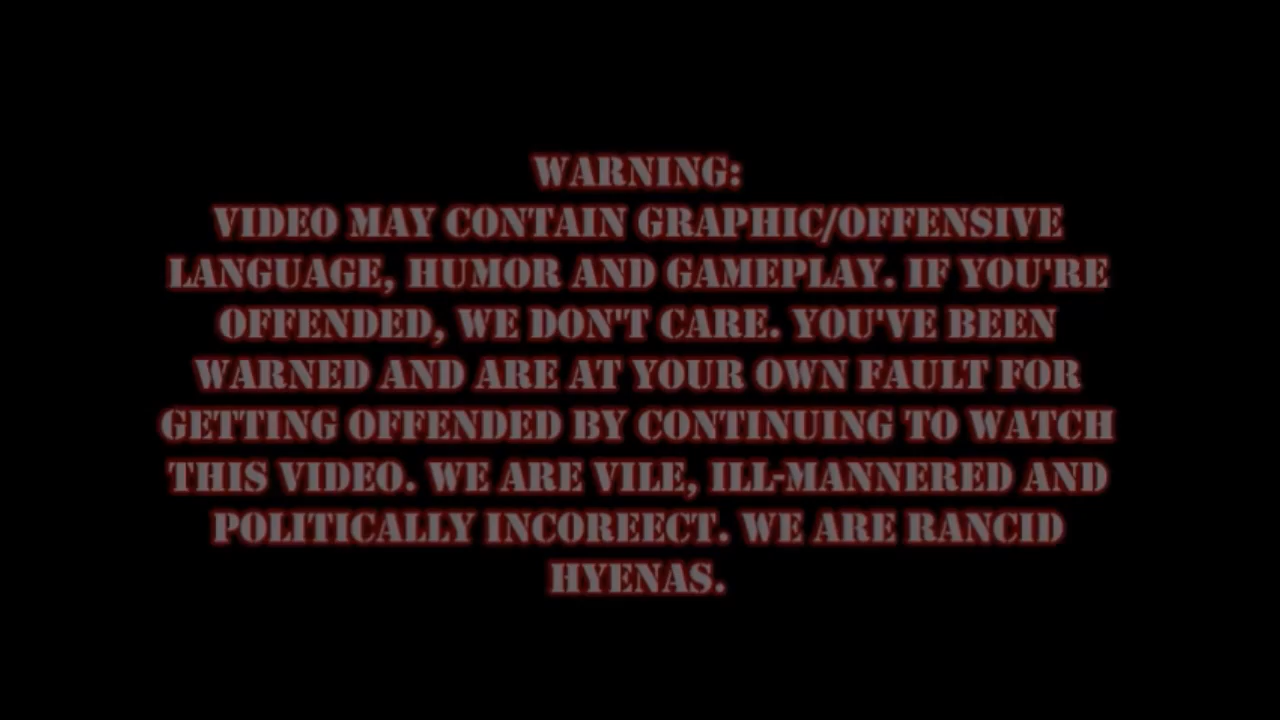 WARNING:
VIDEO MAY CONTAIN GRAPHIC/OFFENSIVE
LANGUAGE, HUMOR AND GAMEPLAY. IF YOU'RE
OFFENDED, WE DON'T CARE. YOU'VE BEEN
WARNED AND ARE AT YOUR OWN FAULT FOR
GETTING OFFENDED BY CONTINUING TO WATCH
THIS VIDEO. WE ARE VILE, ILL-MANNERED AND
POLITICALLY INCOREECT. WE ARE RANCID
HYENAS.